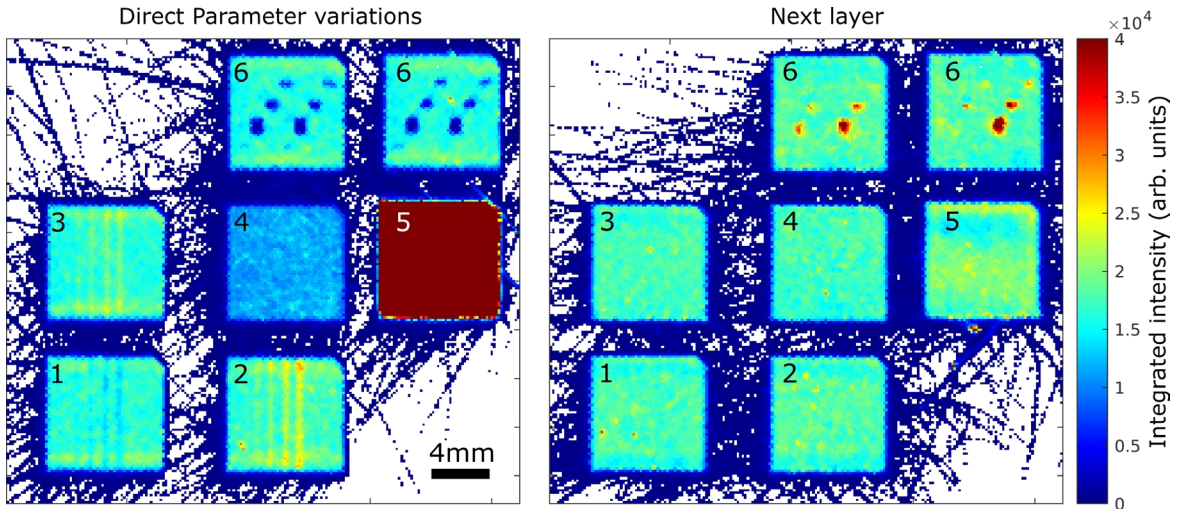 Direct Parameter variations
Next layer
×10⁴
6 6
6 6
3 4 5
3 4 5
1 2
1 2
4mm
4
3.5
3
2.5
2
1.5
1
0.5
0
Integrated intensity (arb. units)